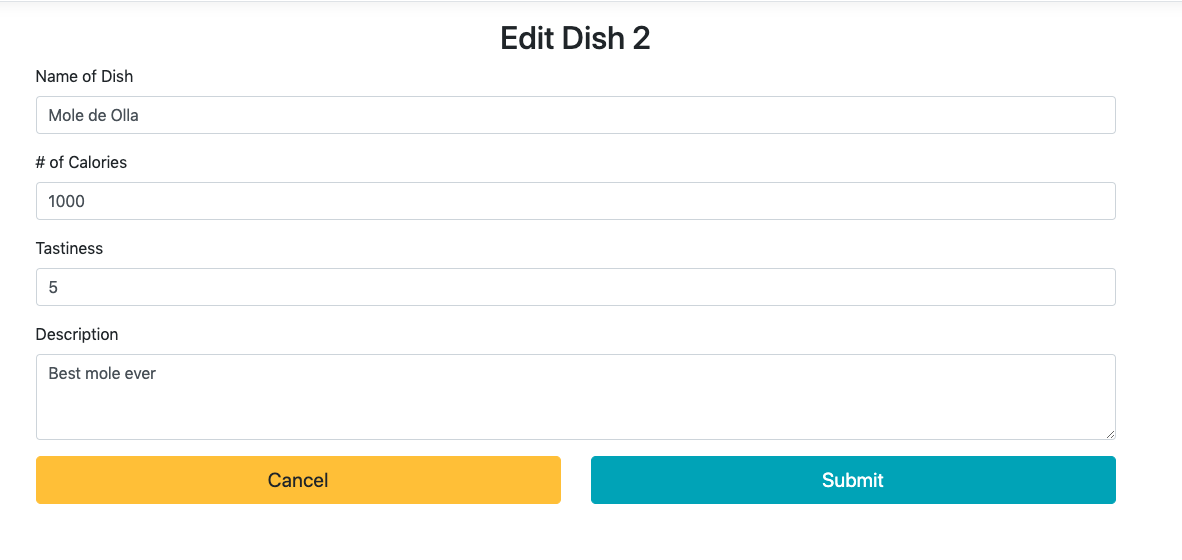 Edit Dish 2
Name of Dish
Mole de Olla
# of Calories
1000
Tastiness
5
Description
Best mole ever
Cancel
Submit